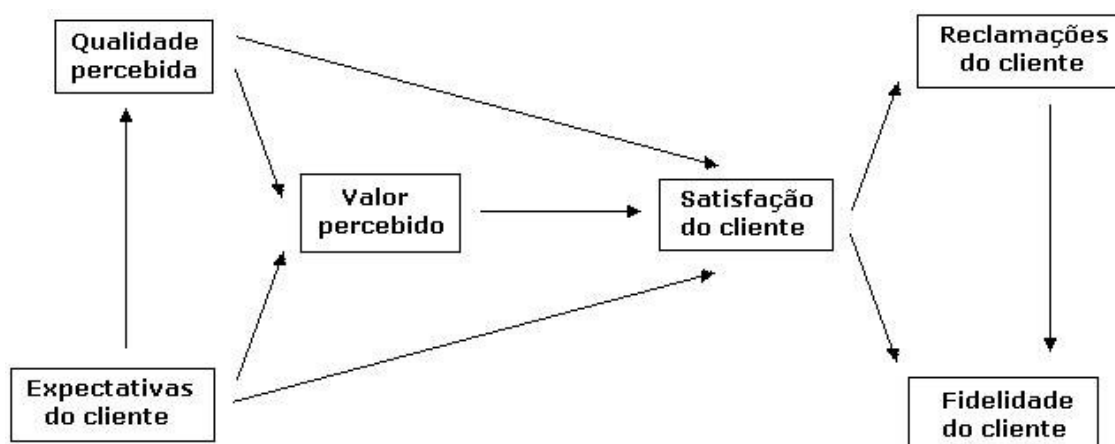 Qualidade
percebida
Reclamações
do cliente
Valor
percebido
Satisfação
do cliente
Expectativas
do cliente
Fidelidade
do cliente